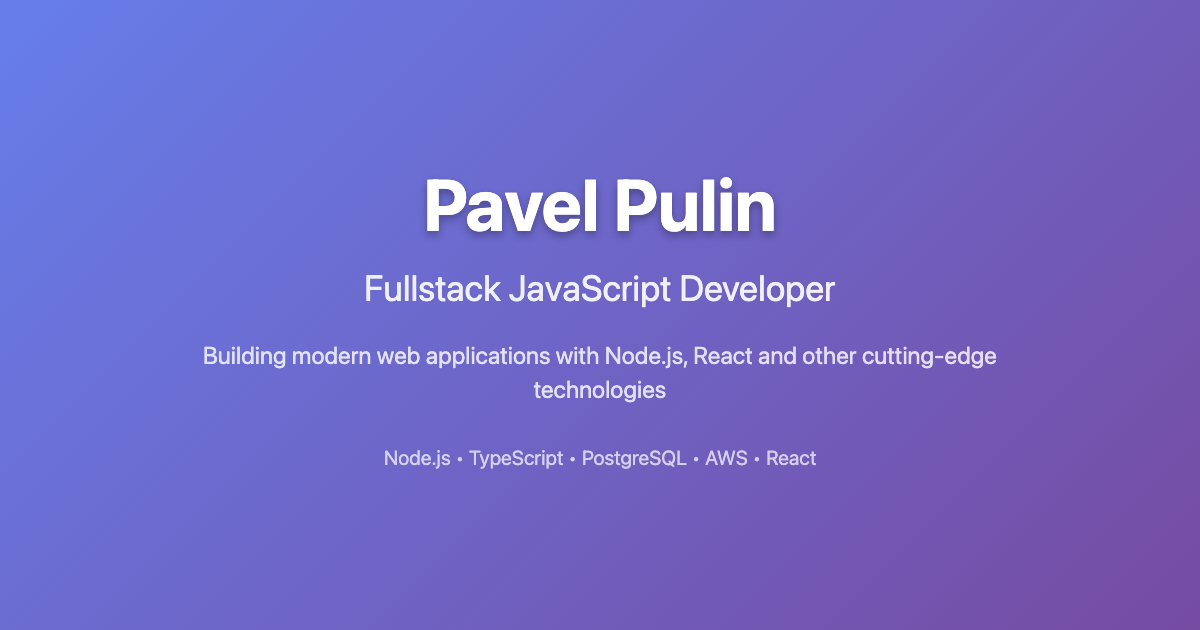 Pavel Pulin
Fullstack JavaScript Developer
Building modern web applications with Node.js, React and other cutting-edge
technologies
Node.js • TypeScript • PostgreSQL • AWS • React